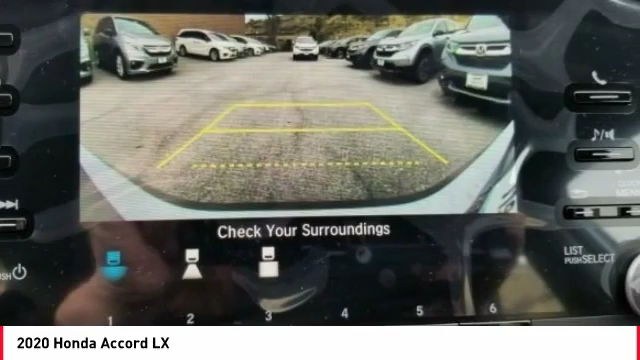 Check Your Surroundings
LIST
PUSH SELECT
1 2 3 4 5 6
2020 Honda Accord LX